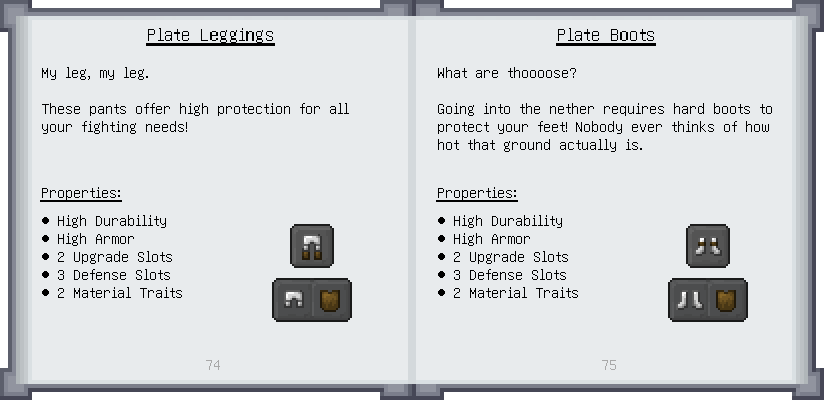 Plate Leggings
My leg, my leg.
These pants offer high protection for all
your fighting needs!
Properties:
● High Durability
● High Armor
● 2 Upgrade Slots
● 3 Defense Slots
● 2 Material Traits
74
Plate Boots
What are thoooose?
Going into the nether requires hard boots to
protect your feet! Nobody ever thinks of how
hot that ground actually is.
Properties:
● High Durability
● High Armor
● 2 Upgrade Slots
● 3 Defense Slots
● 2 Material Traits
75